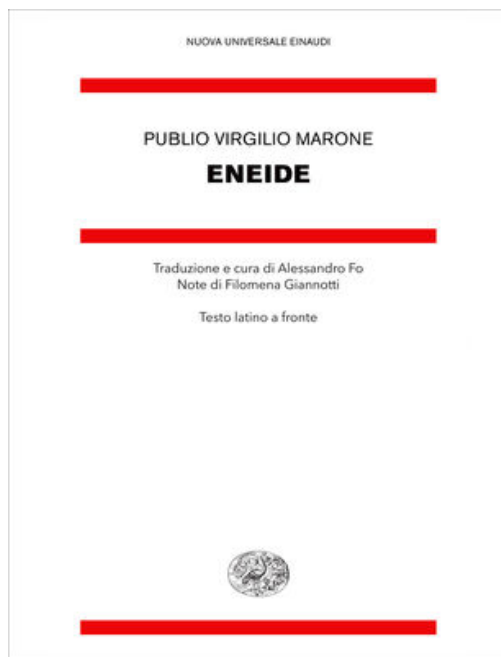 NUOVA UNIVERSALE EINAUDI
PUBLIO VIRGILIO MARONE
ENEIDE
Traduzione e cura di Alessandro Fo
Note di Filomena Giannotti
Testo latino a fronte